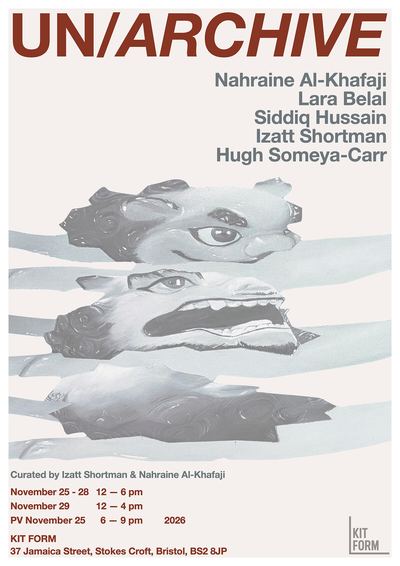 UN/ARCHIVE
Nahraine Al-Khafaji
Lara Belal
Siddiq Hussain
Izatt Shortman
Hugh Someya-Carr
Curated by Izatt Shortman & Nahraine Al-Khafaji
November 25 - 28 12 — 6 pm
November 29 12 — 4 pm
PV November 25 6 — 9 pm 2026
KIT FORM
37 Jamaica Street, Stokes Croft, Bristol, BS2 8JP
KIT
FORM